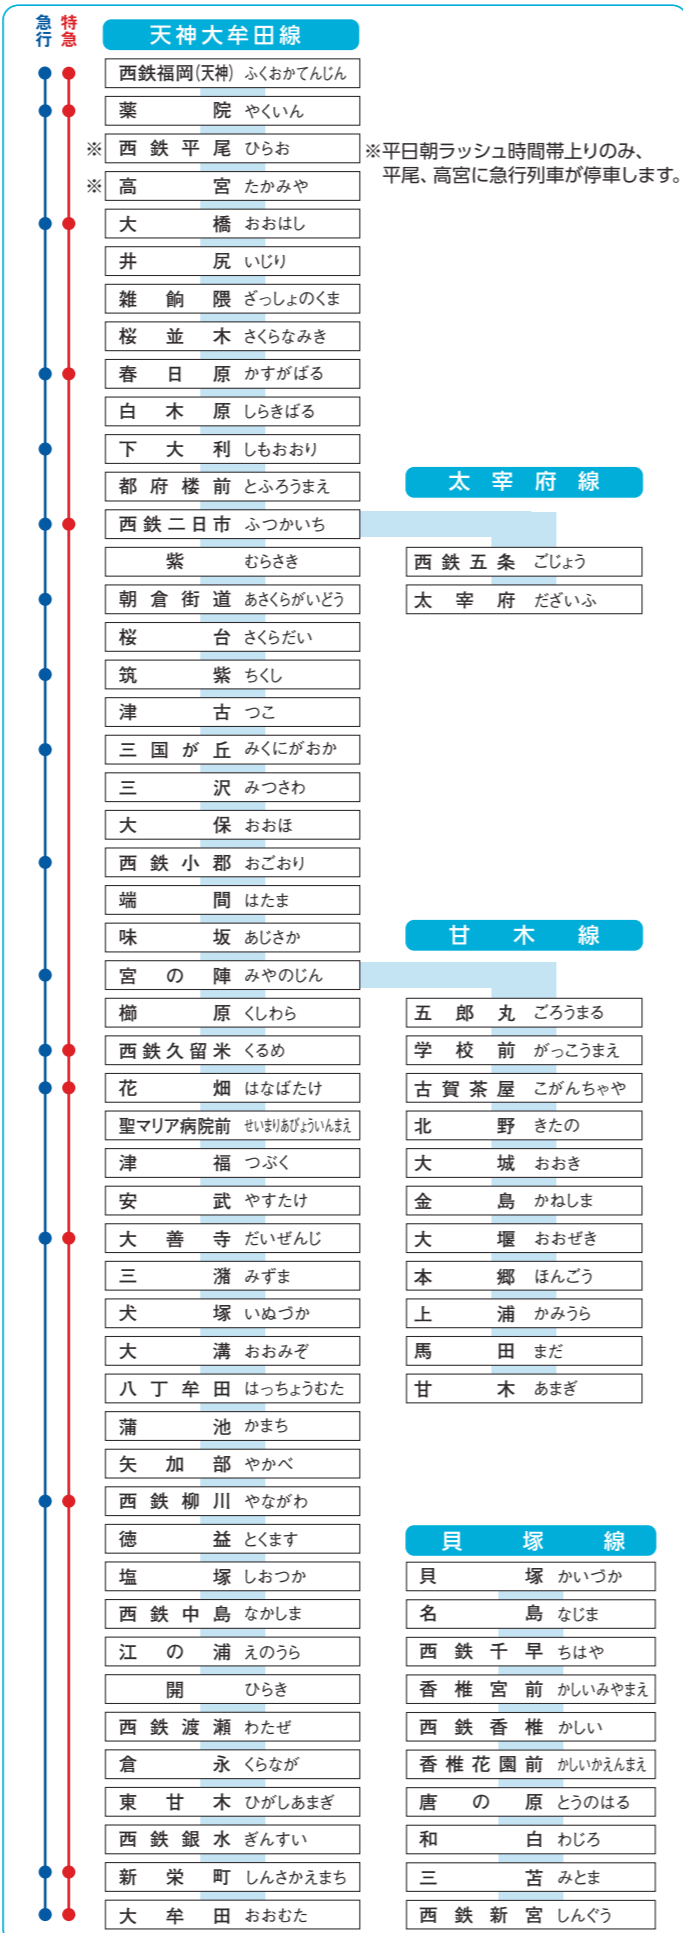 急行
特急
天神大牟田線
西鉄福岡(天神) ふくおかてんじん
薬院 やくいん
※ 西鉄平尾 ひらお
※平日朝ラッシュ時間帯上りのみ、
平尾、高宮に急行列車が停車します。
※ 高宮 たかみや
大橋 おおはし
井尻 いじり
雑餉隈 ざっしょのくま
桜並木 さくらなみき
春日原 かすがばる
白木原 しらきばる
下大利 しもおおり
都府楼前 とふろうまえ
西鉄二日市 ふつかいち
紫 むらさき
朝倉街道 あさくらがいどう
桜台 さくらだい
筑紫 ちくし
津古 つこ
三国が丘 みくにがおか
三沢 みつさわ
大保 おおほ
西鉄小郡 おごおり
端間 はたま
味坂 あじさか
宮の陣 みやのじん
櫛原 くしわら
西鉄久留米 くるめ
花畑 はなばたけ
聖マリア病院前 せいまりあびょういんまえ
津福 つぶく
安武 やすたけ
大善寺 だいぜんじ
三潴 みずま
犬塚 いぬづか
大溝 おおみぞ
八丁牟田 はっちょうむた
蒲池 かまち
矢加部 やかべ
西鉄柳川 やながわ
徳益 とくます
塩塚 しおつか
西鉄中島 なかしま
江の浦 えのうら
開 ひらき
西鉄渡瀬 わたぜ
倉永 くらなが
東甘木 ひがしあまぎ
西鉄銀水 ぎんすい
新栄町 しんさかえまち
大牟田 おおむた
太宰府線
西鉄五条 ごじょう
太宰府 だざいふ
甘木線
五郎丸 ごろうまる
学校前 がっこうまえ
古賀茶屋 こがんちゃや
北野 きたの
大城 おおき
金島 かねしま
大堰 おおぜき
本郷 ほんごう
上浦 かみうら
馬田 まだ
甘木 あまぎ
貝塚線
貝塚 かいづか
名島 なじま
西鉄千早 ちはや
香椎宮前 かしいみやまえ
西鉄香椎 かしい
香椎花園前 かしいかえんまえ
唐の原 とうのはる
和白 わじろ
三苫 みとま
西鉄新宮 しんぐう